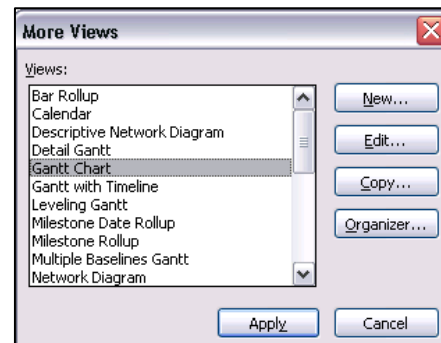 More Views
Views:
Bar Rollup
Calendar
Descriptive Network Diagram
Detail Gantt
Gantt Chart
Gantt with Timeline
Leveling Gantt
Milestone Date Rollup
Milestone Rollup
Multiple Baselines Gantt
Network Diagram
New...
Edit...
Copy...
Organizer...
Apply
Cancel